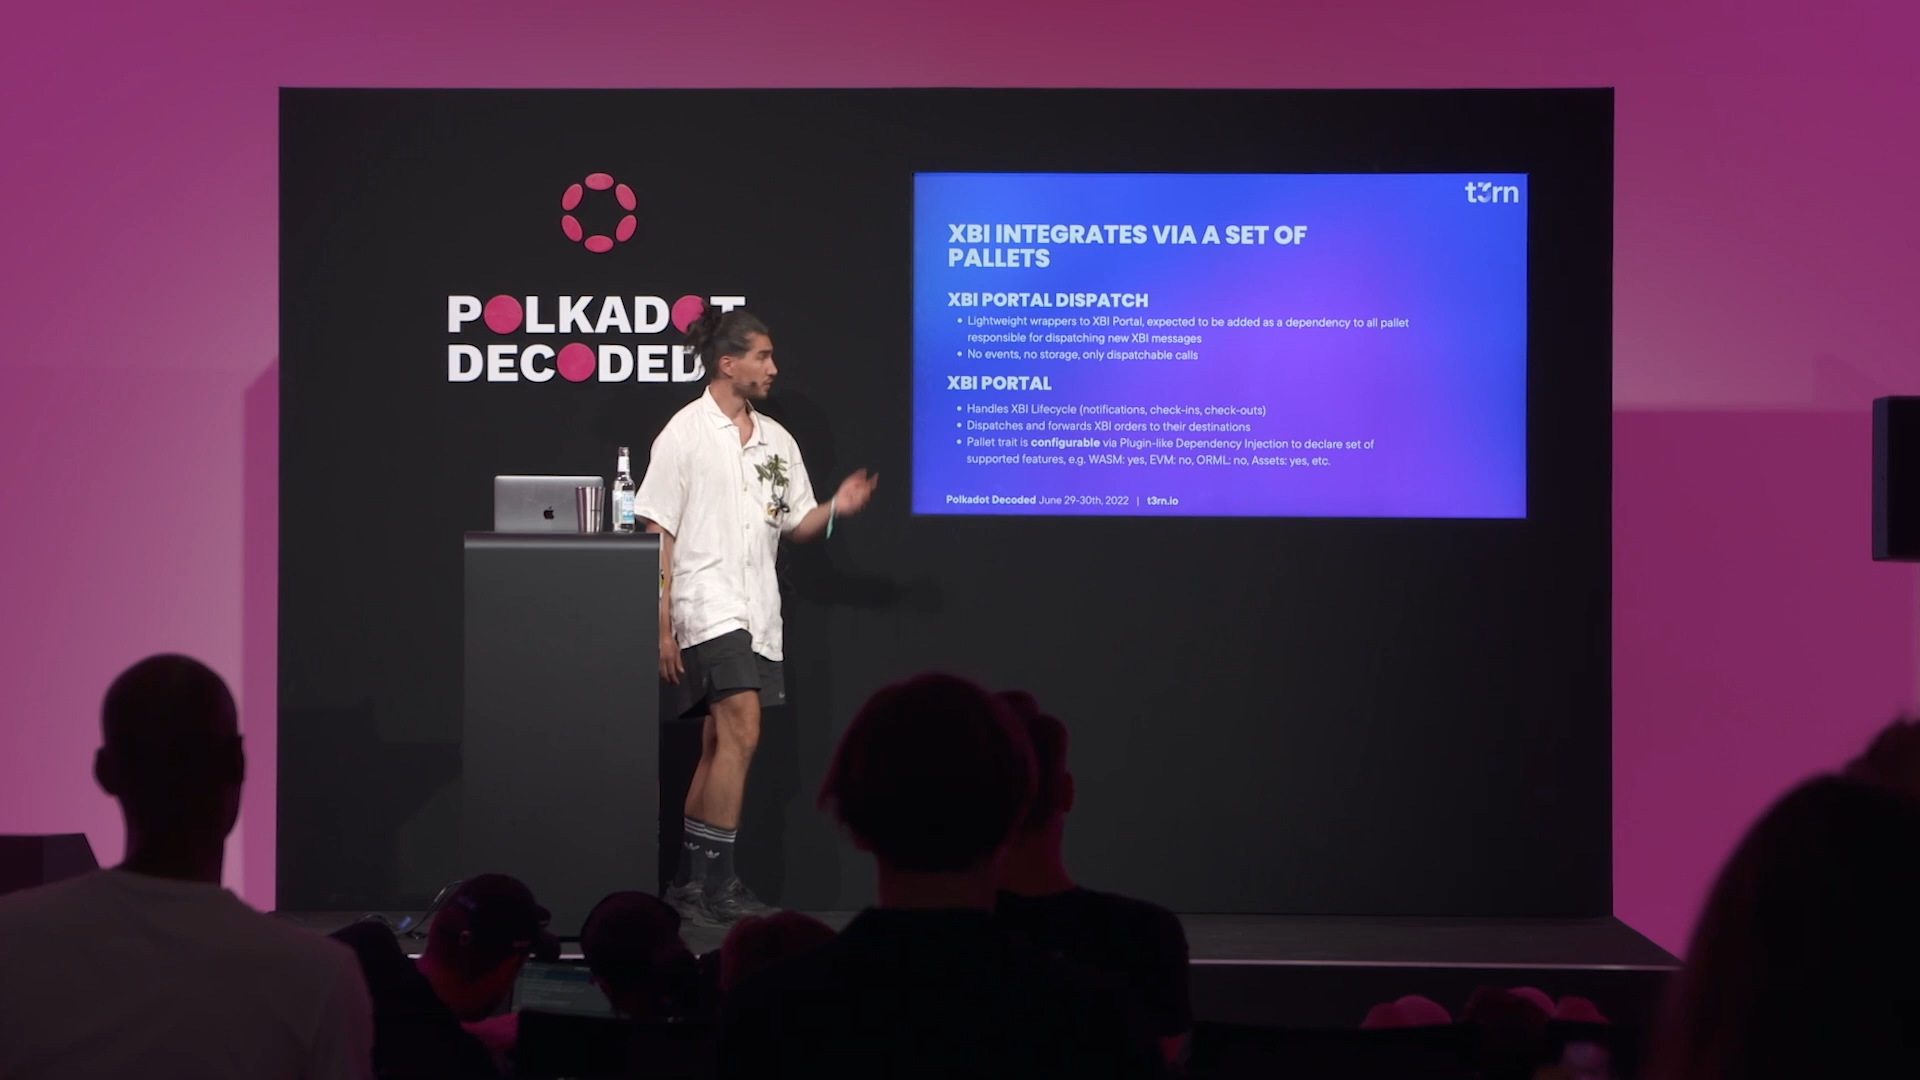 POLKADOT
DECODED
t3rn
XBI INTEGRATES VIA A SET OF
PALLETS
XBI PORTAL DISPATCH
• Lightweight wrappers to XBI Portal, expected to be added as a dependency to all pallet
responsible for dispatching new XBI messages
• No events, no storage, only dispatchable calls
XBI PORTAL
• Handles XBI Lifecycle (notifications, check-ins, check-outs)
• Dispatches and forwards XBI orders to their destinations
• Pallet trait is configurable via Plugin-like Dependency Injection to declare set of
supported features, e.g. WASM: yes, EVM: no, ORML: no, Assets: yes, etc.
Polkadot Decoded June 29-30th, 2022 | t3rn.io